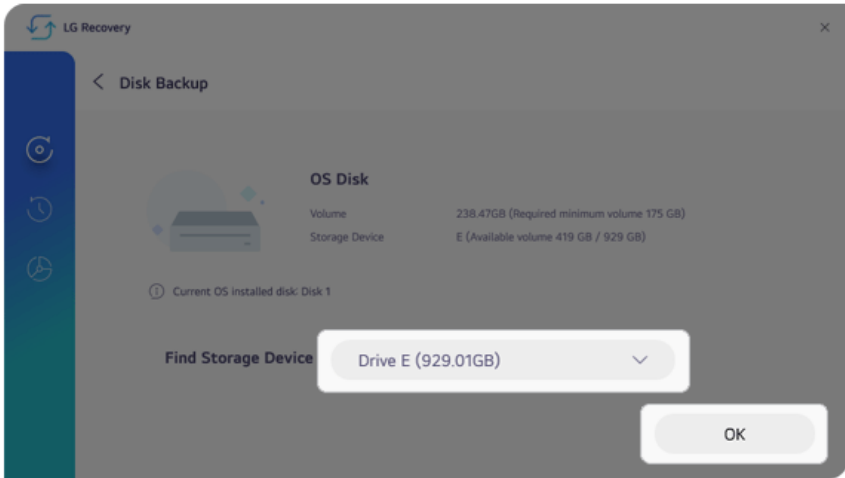 LG Recovery
Disk Backup
OS Disk
Volume 238.47GB (Required minimum volume 175 GB)
Storage Device E (Available volume 419 GB / 929 GB)
Current OS installed disk: Disk 1
Find Storage Device Drive E (929.01GB)
OK